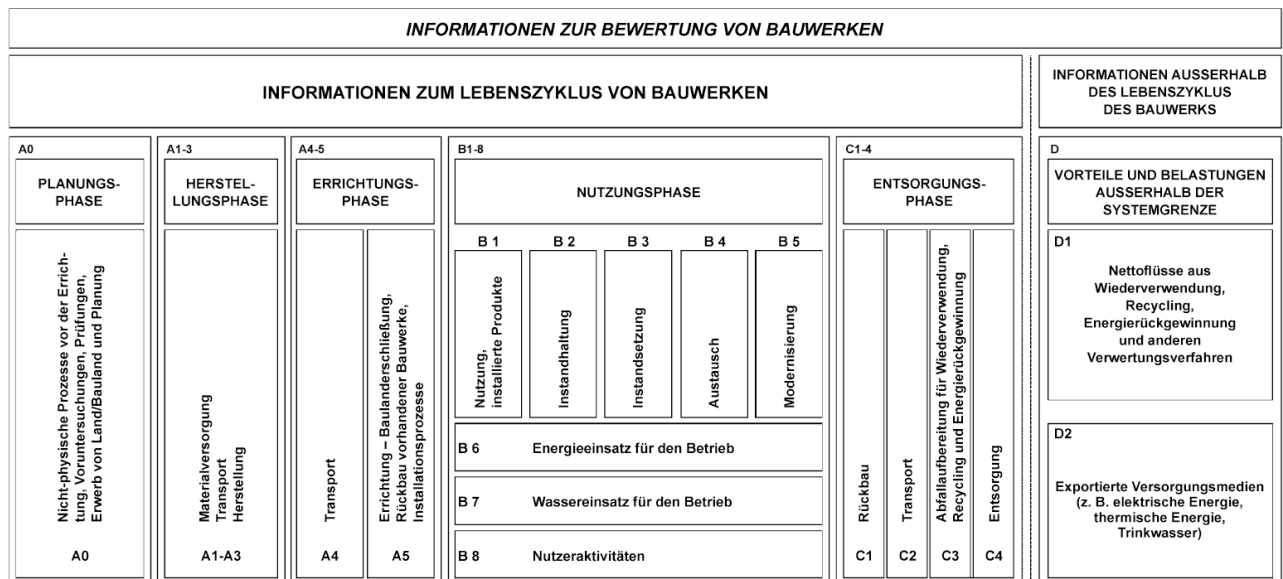 INFORMATIONEN ZUR BEWERTUNG VON BAUWERKEN
INFORMATIONEN ZUM LEBENSZYKLUS VON BAUWERKEN
INFORMATIONEN AUSSERHALB
DES LEBENSZYKLUS
DES BAUWERKS
A0
PLANUNGS-
PHASE
Nicht-physische Prozesse vor der Errich-
tung, Voruntersuchungen, Prüfungen,
Erwerb von Land/Bauland und Planung
A0
A1-3
HERSTEL-
LUNGSPHASE
Materialversorgung
Transport
Herstellung
A1-A3
A4-5
ERRICHTUNGS-
PHASE
Transport
A4
Errichtung – Baulanderschließung,
Rückbau vorhandener Bauwerke,
Installationsprozesse
A5
B1-8
NUTZUNGSPHASE
B 1
Nutzung,
installierte Produkte
B 2
Instandhaltung
B 3
Instandsetzung
B 4
Austausch
B 5
Modernisierung
B 6 Energieeinsatz für den Betrieb
B 7 Wassereinsatz für den Betrieb
B 8 Nutzeraktivitäten
C1-4
ENTSORGUNGS-
PHASE
Rückbau
C1
Transport
C2
Abfallaufbereitung für Wiederverwendung,
Recycling und Energierückgewinnung
C3
Entsorgung
C4
D
VORTEILE UND BELASTUNGEN
AUSSERHALB DER
SYSTEMGRENZE
D1
Nettoflüsse aus
Wiederverwendung,
Recycling,
Energierückgewinnung
und anderen
Verwertungsverfahren
D2
Exportierte Versorgungsmedien
(z. B. elektrische Energie,
thermische Energie,
Trinkwasser)